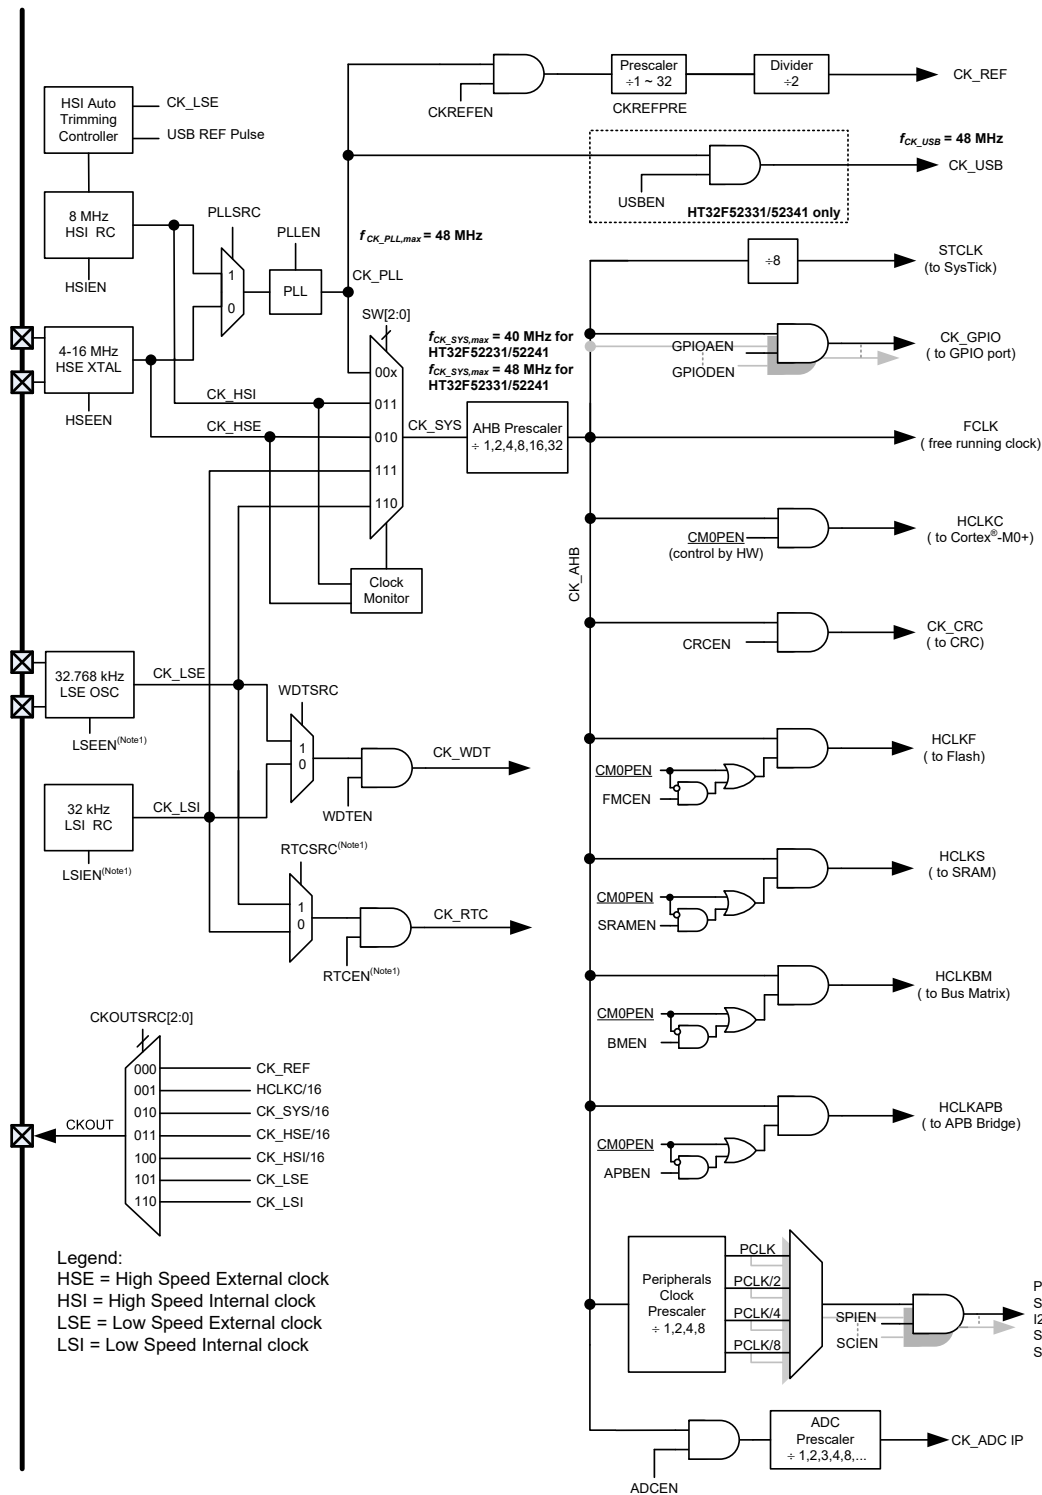 Prescaler
÷1 ~ 32
CKREFPRE
Divider
÷2
CK_REF
CKREFEN
HSI Auto
Trimming
Controller
CK_LSE
USB REF Pulse
fCK_USB = 48 MHz
CK_USB
USBEN
HT32F52331/52341 only
8 MHz
HSI RC
HSIEN
PLLSRC
1
0
PLLEN
PLL
fCK_PLL,max = 48 MHz
CK_PLL
÷8
STCLK
(to SysTick)
4-16 MHz
HSE XTAL
HSEEN
SW[2:0]
00x
011
010
111
110
fCK_SYS,max = 40 MHz for
HT32F52231/52241
fCK_SYS,max = 48 MHz for
HT32F52331/52241
GPIOAEN
GPIODEN
CK_GPIO
( to GPIO port)
CK_HSI
CK_HSE
CK_SYS
AHB Prescaler
÷ 1,2,4,8,16,32
FCLK
( free running clock)
CM0PEN
(control by HW)
HCLKC
( to Cortex®-M0+)
Clock
Monitor
CK_AHB
CRCEN
CK_CRC
( to CRC)
32.768 kHz
LSE OSC
LSEEN(Note1)
CK_LSE
WDTSRC
1
0
WDTEN
CK_WDT
CM0PEN
FMCEN
HCLKF
( to Flash)
32 kHz
LSI RC
LSIEN(Note1)
CK_LSI
RTCSRC(Note1)
1
0
RTCEN(Note1)
CK_RTC
CM0PEN
SRAMEN
HCLKS
( to SRAM)
CM0PEN
BMEN
HCLKBM
( to Bus Matrix)
CKOUTSRC[2:0]
CKOUT
000 CK_REF
001 HCLKC/16
010 CK_SYS/16
011 CK_HSE/16
100 CK_HSI/16
101 CK_LSE
110 CK_LSI
CM0PEN
APBEN
HCLKAPB
( to APB Bridge)
Legend:
HSE = High Speed External clock
HSI = High Speed Internal clock
LSE = Low Speed External clock
LSI = Low Speed Internal clock
Peripherals
Clock
Prescaler
÷ 1,2,4,8
PCLK
PCLK/2
PCLK/4
PCLK/8
SPIEN
SCIEN
ADCEN
ADC
Prescaler
÷ 1,2,3,4,8,...
CK_ADC IP